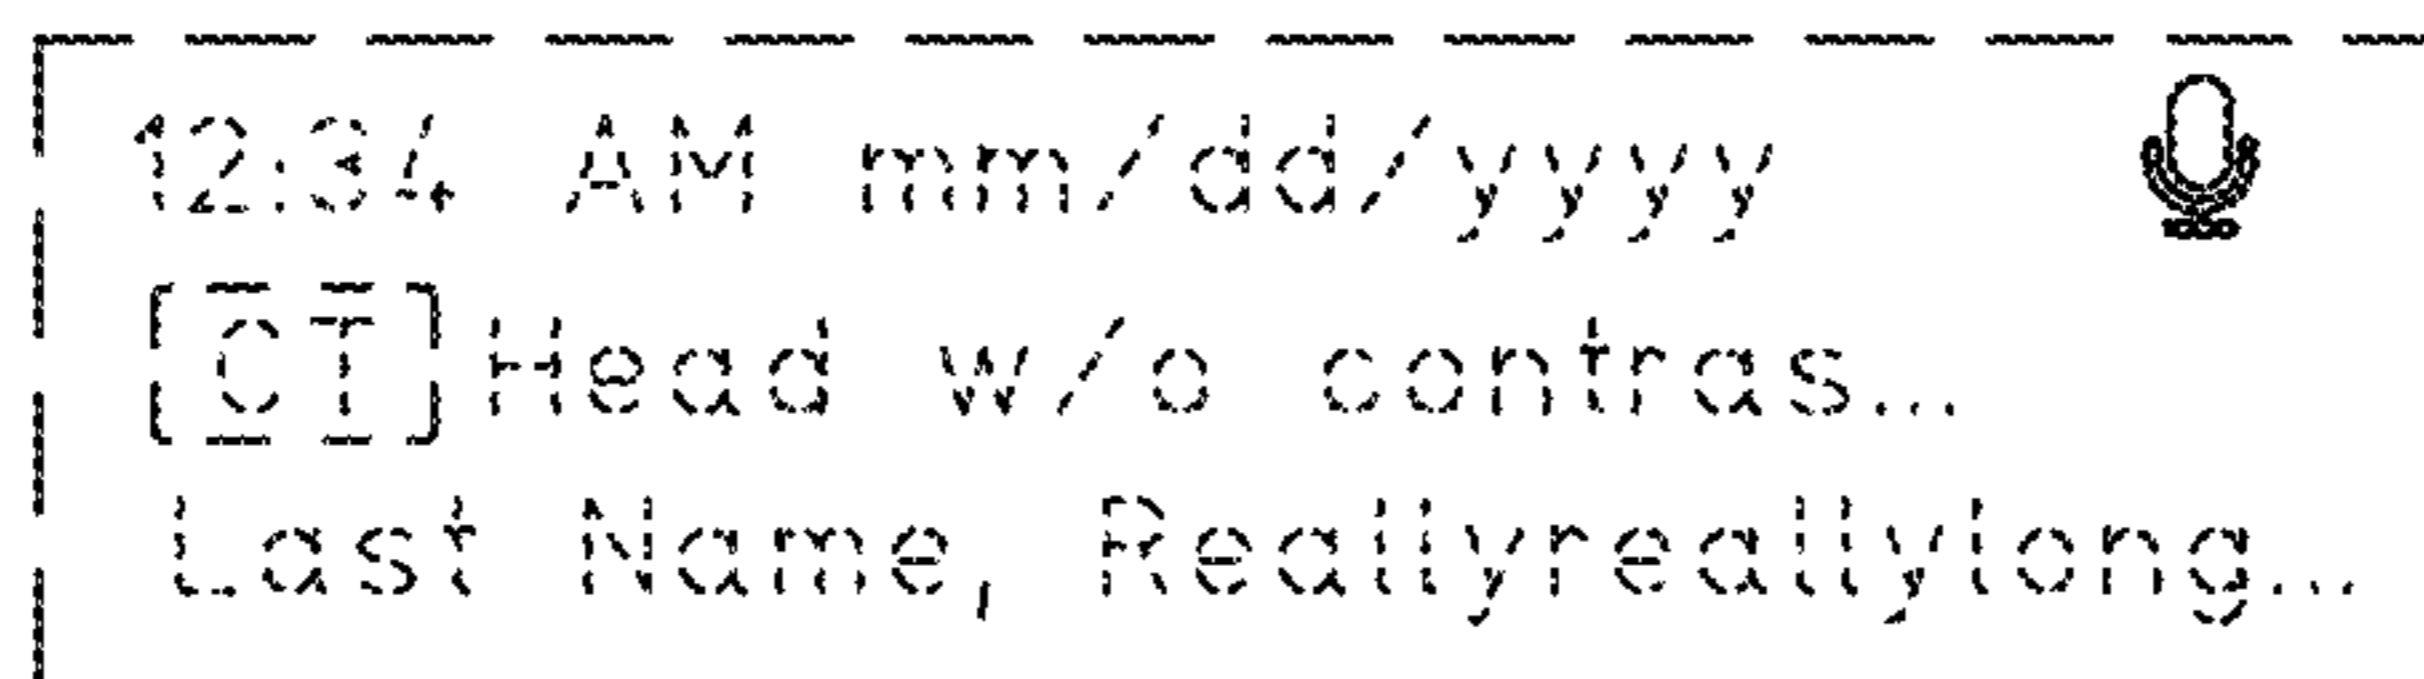 12:34 AM mm/dd/yyyy
CT Head w/o contras...
Last Name, Reallyreallylong...